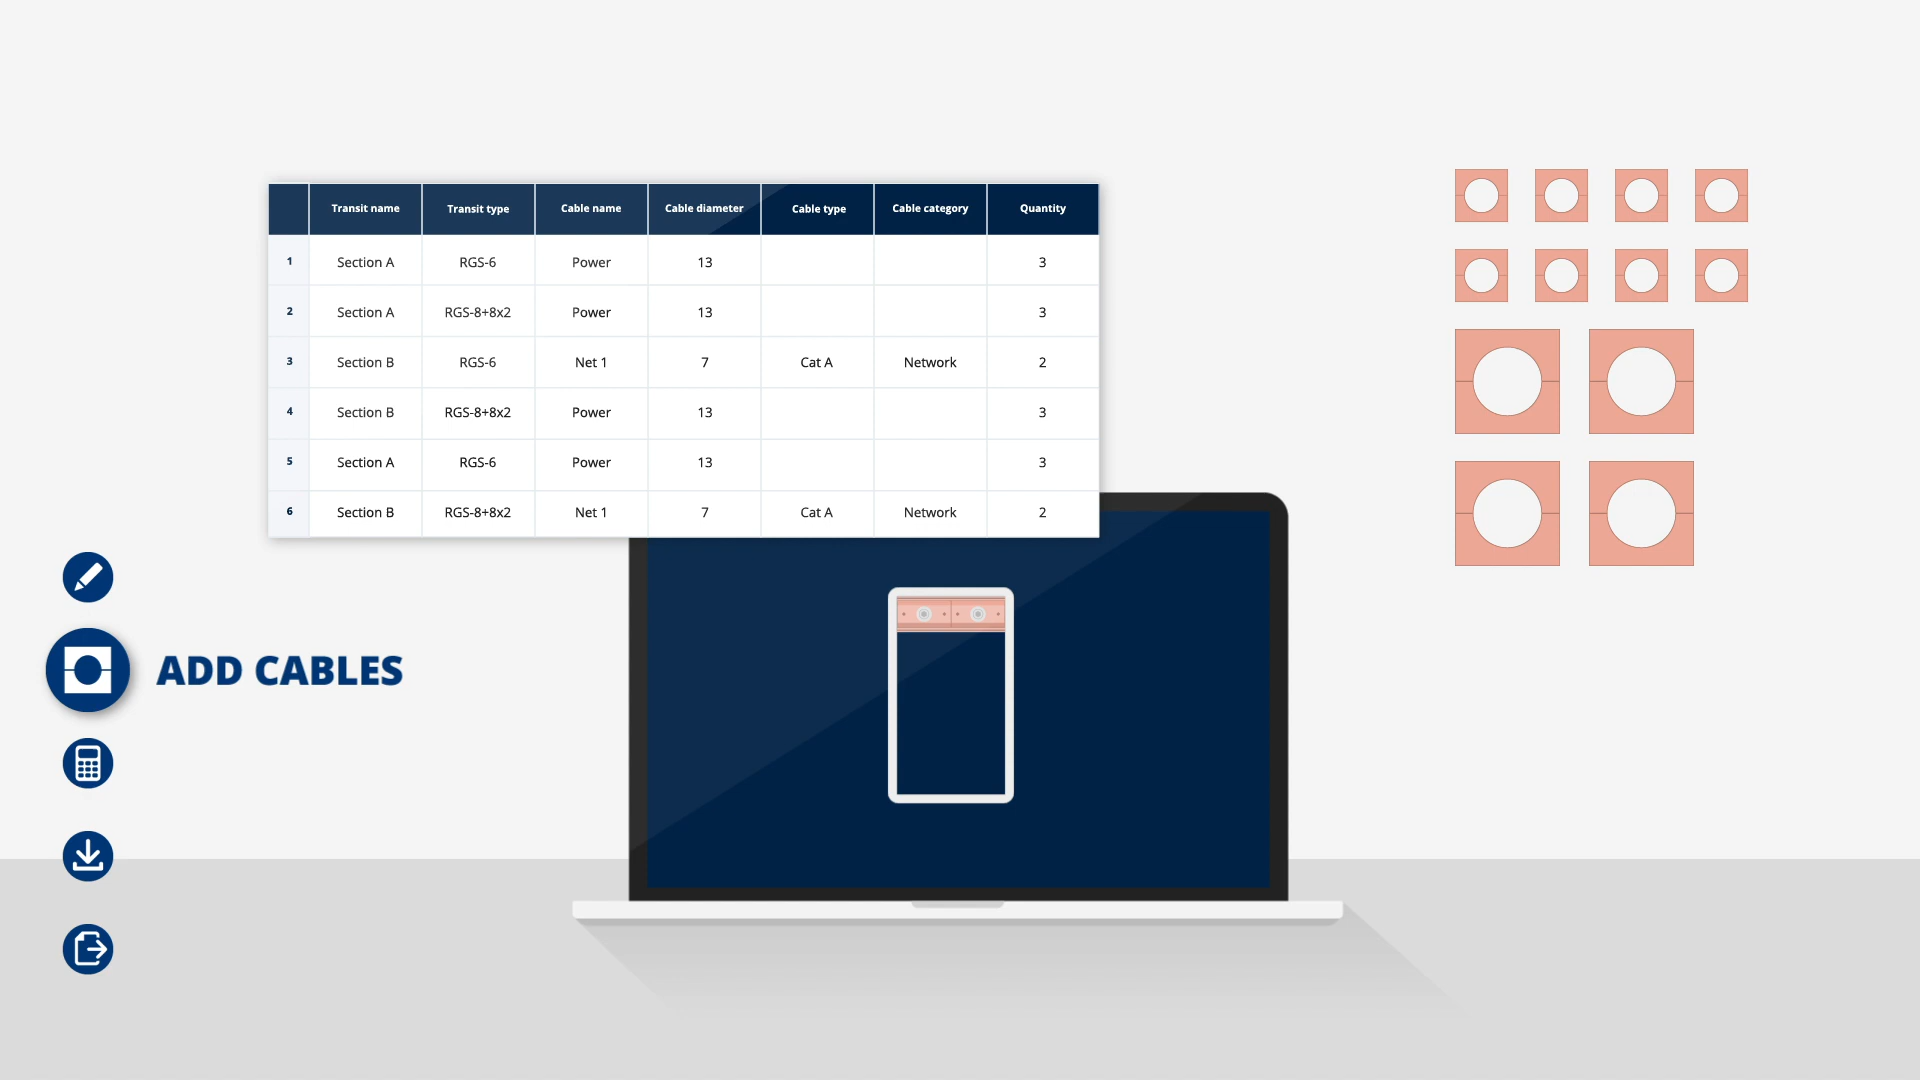 Transit name Transit type Cable name Cable diameter Cable type Cable category Quantity
1 Section A RGS-6 Power 13 3
2 Section A RGS-8+8x2 Power 13 3
3 Section B RGS-6 Net 1 7 Cat A Network 2
4 Section B RGS-8+8x2 Power 13 3
5 Section A RGS-6 Power 13 3
6 Section B RGS-8+8x2 Net 1 7 Cat A Network 2
ADD CABLES